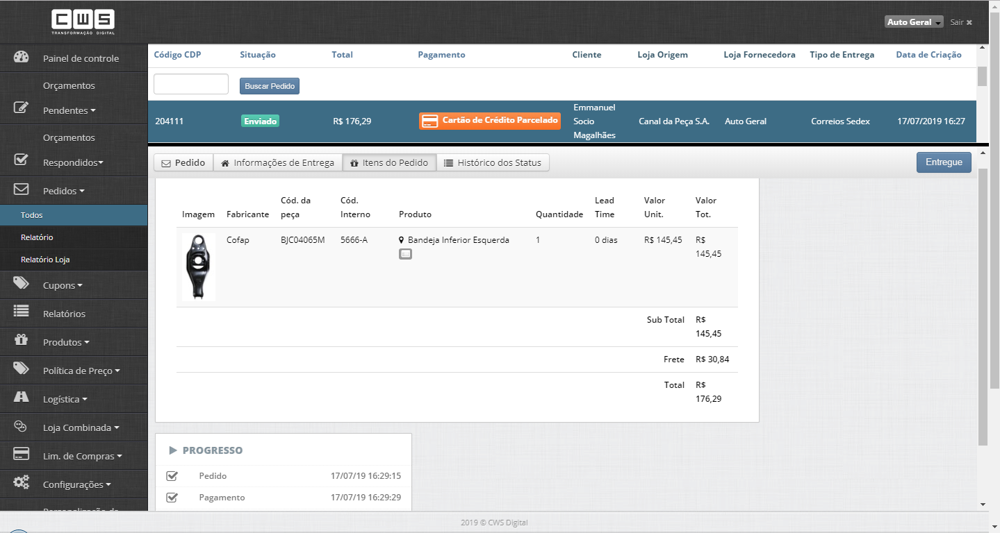 CWS
TRANSFORMAÇÃO DIGITAL
Auto Geral
Sair
Painel de controle
Orçamentos
Pendentes
Orçamentos
Respondidos
Pedidos
Todos
Relatório
Relatório Loja
Cupons
Relatórios
Produtos
Política de Preço
Logística
Loja Combinada
Lim. de Compras
Configurações
Código CDP Situação Total Pagamento Cliente Loja Origem Loja Fornecedora Tipo de Entrega Data de Criação
Buscar Pedido
204111 Enviado R$ 176,29 Cartão de Crédito Parcelado Emmanuel Socio Magalhães Canal da Peça S.A. Auto Geral Correios Sedex 17/07/2019 16:27
Pedido Informações de Entrega Itens do Pedido Histórico dos Status Entregue
Imagem Fabricante Cód. da peça Cód. Interno Produto Quantidade Lead Time Valor Unit. Valor Tot.
Cofap BJC04065M 5666-A Bandeja Inferior Esquerda 1 0 dias R$ 145,45 R$ 145,45
Sub Total R$ 145,45
Frete R$ 30,84
Total R$ 176,29
PROGRESSO
Pedido 17/07/19 16:29:15
Pagamento 17/07/19 16:29:29
2019 © CWS Digital